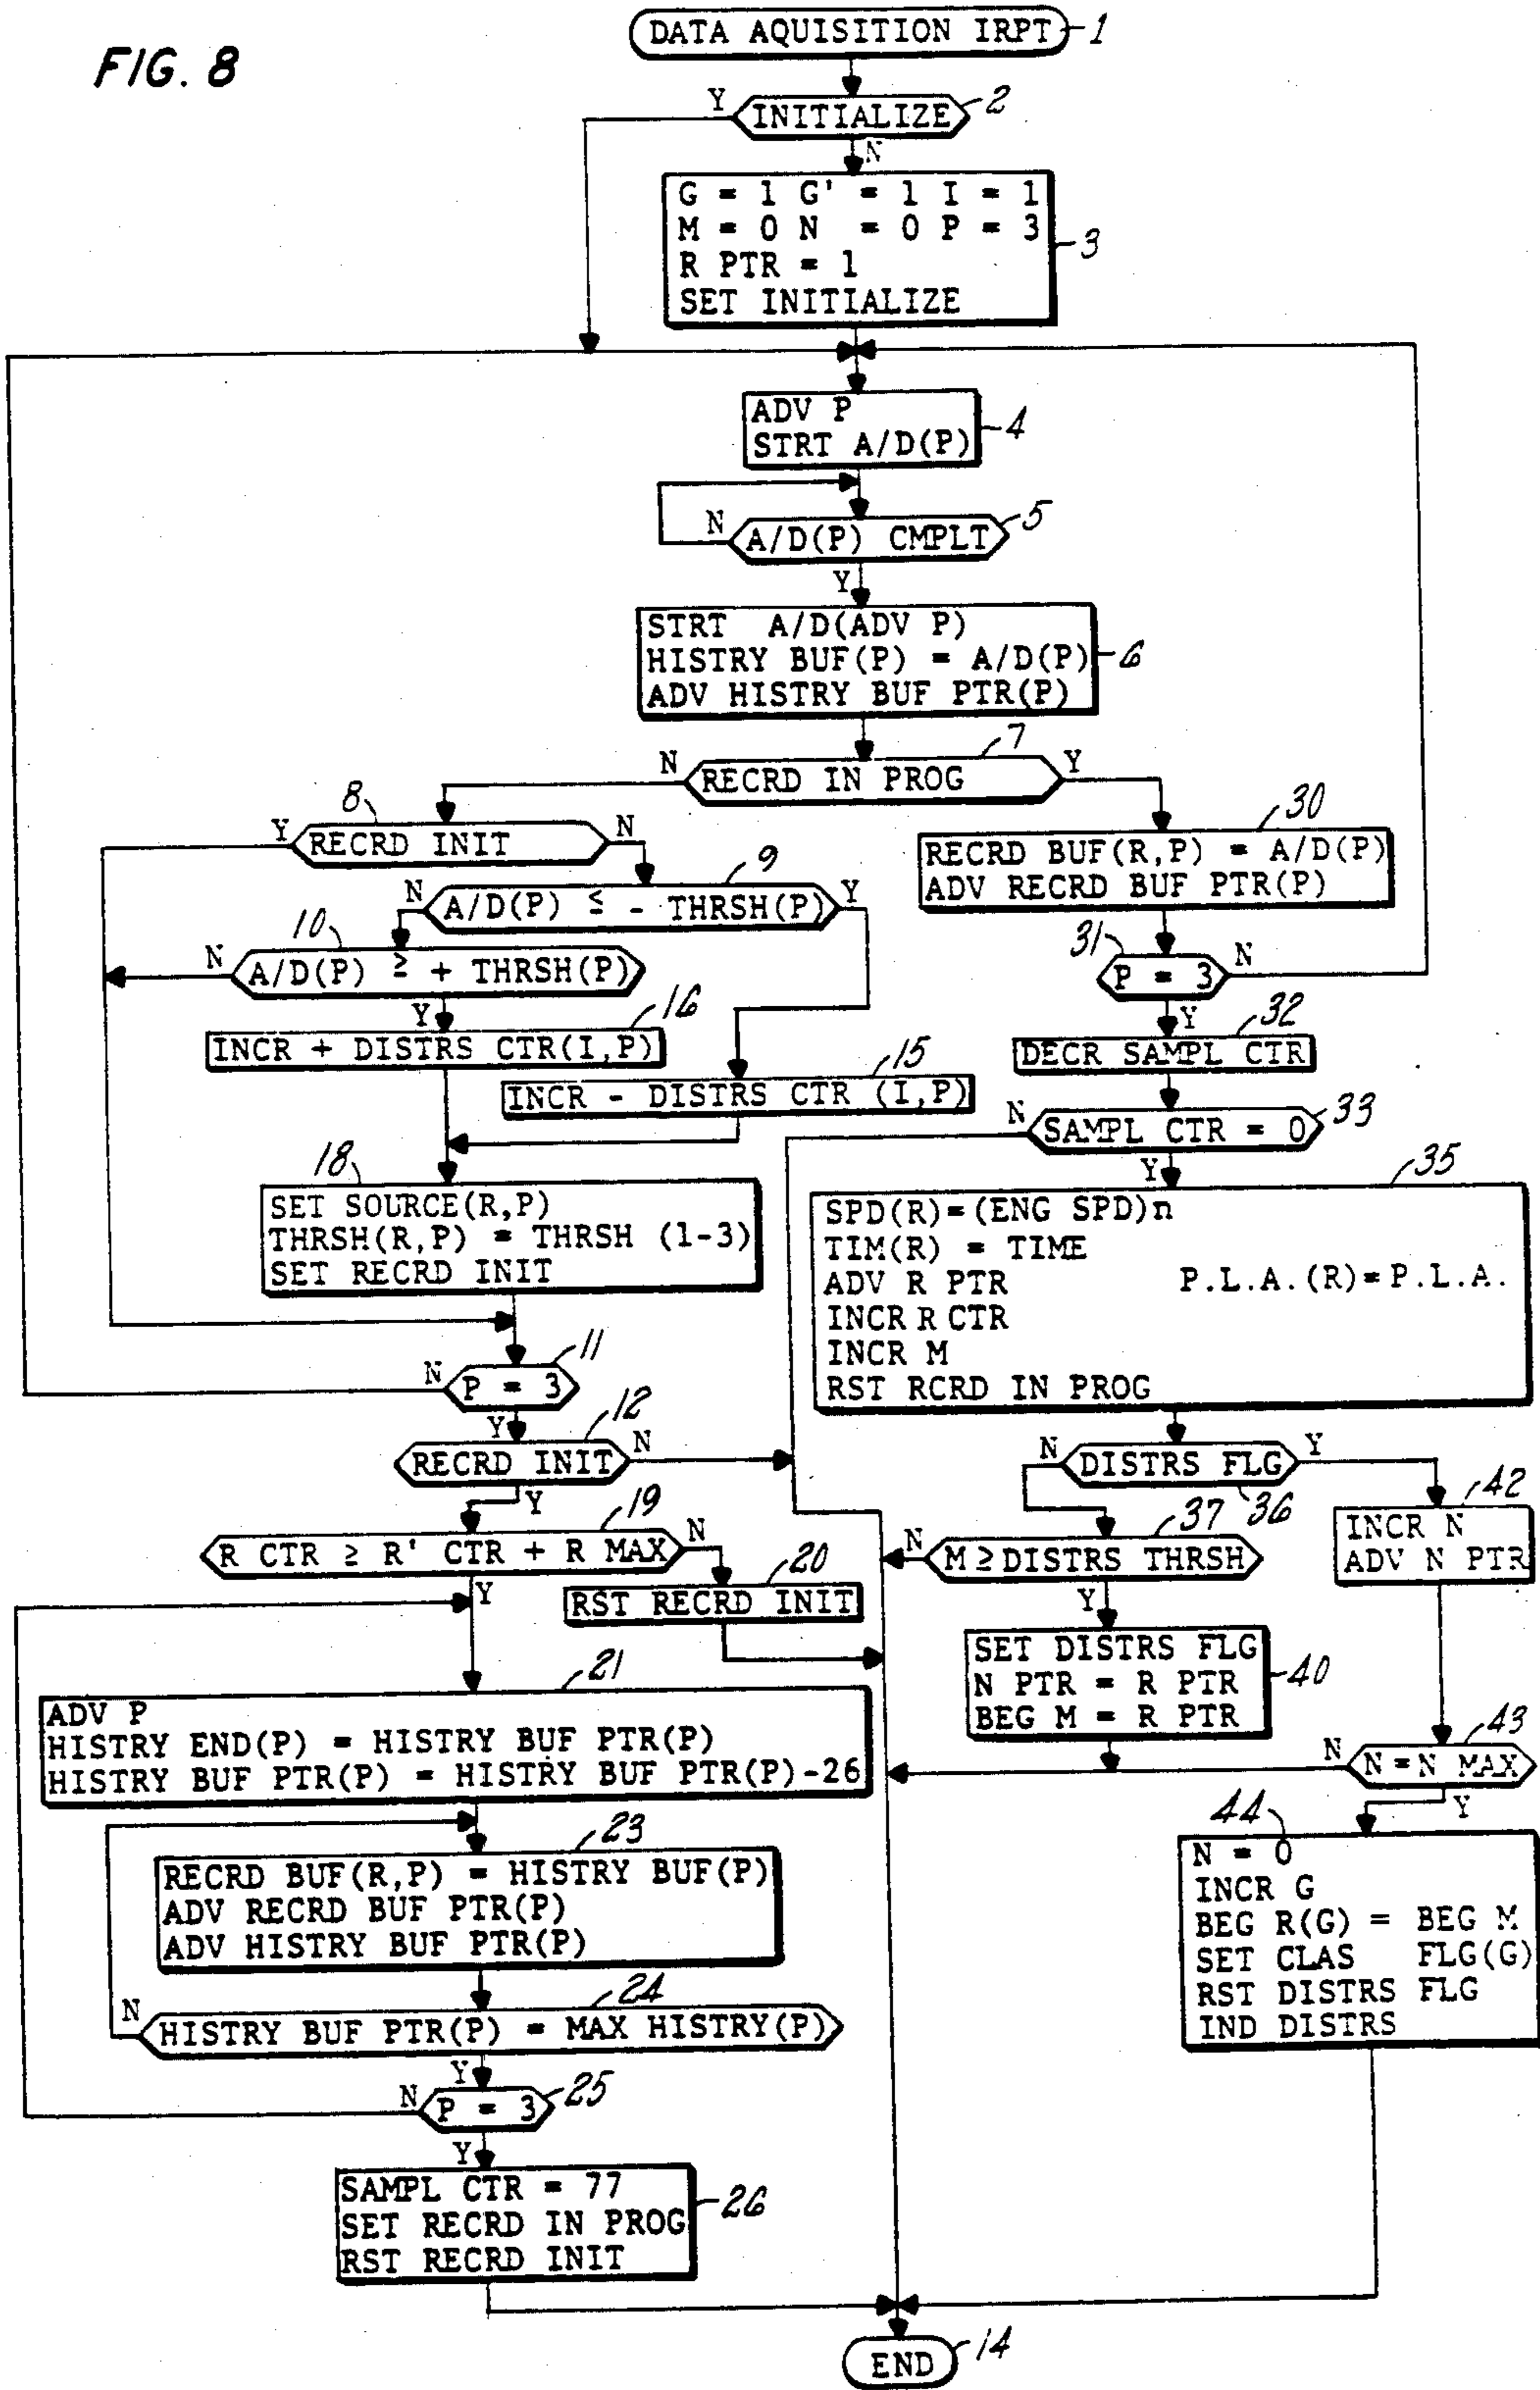 FIG. 8
DATA AQUISITION IRPT
1
INITIALIZE
2
Y
N
G = 1 G' = 1 I = 1
M = 0 N = 0 P = 3
R PTR = 1
SET INITIALIZE
3
ADV P
STRT A/D(P)
4
A/D(P) CMPLT
5
N
Y
STRT A/D(ADV P)
HISTRY BUF(P) = A/D(P)
ADV HISTRY BUF PTR(P)
6
RECRD IN PROG
7
N
Y
RECRD INIT
8
Y
N
A/D(P) ≤ - THRSH(P)
9
N
Y
A/D(P) ≥ + THRSH(P)
10
N
Y
INCR + DISTRS CTR(I,P)
16
INCR - DISTRS CTR (I,P)
15
SET SOURCE(R,P)
THRSH(R,P) = THRSH (1-3)
SET RECRD INIT
18
P = 3
11
N
Y
RECRD INIT
12
N
Y
R CTR ≥ R' CTR + R MAX
19
N
Y
RST RECRD INIT
20
ADV P
HISTRY END(P) = HISTRY BUF PTR(P)
HISTRY BUF PTR(P) = HISTRY BUF PTR(P)-26
21
RECRD BUF(R,P) = HISTRY BUF(P)
ADV RECRD BUF PTR(P)
ADV HISTRY BUF PTR(P)
23
HISTRY BUF PTR(P) = MAX HISTRY(P)
24
N
Y
P = 3
25
N
Y
SAMPL CTR = 77
SET RECRD IN PROG
RST RECRD INIT
26
RECRD BUF(R,P) = A/D(P)
ADV RECRD BUF PTR(P)
30
P = 3
31
N
Y
DECR SAMPL CTR
32
SAMPL CTR = 0
33
N
Y
SPD(R)=(ENG SPD)n
TIM(R) = TIME
ADV R PTR P.L.A.(R)=P.L.A.
INCR R CTR
INCR M
RST RCRD IN PROG
35
DISTRS FLG
36
N
Y
M ≥ DISTRS THRSH
37
N
Y
SET DISTRS FLG
N PTR = R PTR
BEG M = R PTR
40
INCR N
ADV N PTR
42
N = N MAX
43
N
Y
N = 0
INCR G
BEG R(G) = BEG M
SET CLAS FLG(G)
RST DISTRS FLG
IND DISTRS
44
END
14